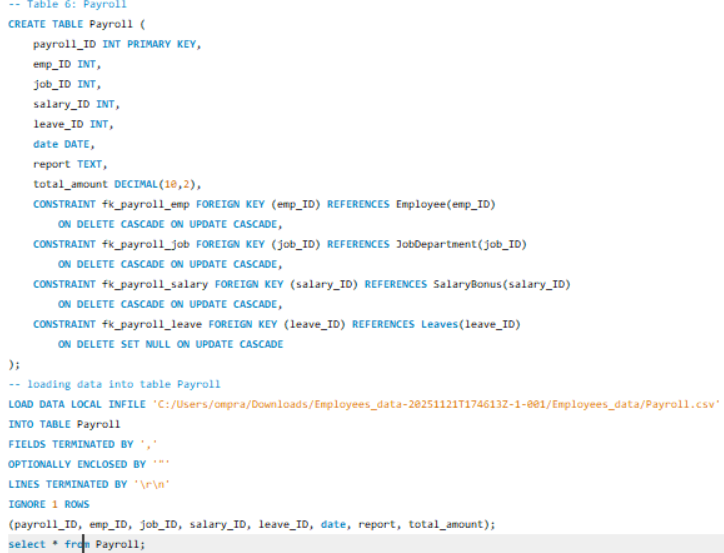 -- Table 6: Payroll
CREATE TABLE Payroll (
payroll_ID INT PRIMARY KEY,
emp_ID INT,
job_ID INT,
salary_ID INT,
leave_ID INT,
date DATE,
report TEXT,
total_amount DECIMAL(10,2),
CONSTRAINT fk_payroll_emp FOREIGN KEY (emp_ID) REFERENCES Employee(emp_ID)
ON DELETE CASCADE ON UPDATE CASCADE,
CONSTRAINT fk_payroll_job FOREIGN KEY (job_ID) REFERENCES JobDepartment(job_ID)
ON DELETE CASCADE ON UPDATE CASCADE,
CONSTRAINT fk_payroll_salary FOREIGN KEY (salary_ID) REFERENCES SalaryBonus(salary_ID)
ON DELETE CASCADE ON UPDATE CASCADE,
CONSTRAINT fk_payroll_leave FOREIGN KEY (leave_ID) REFERENCES Leaves(leave_ID)
ON DELETE SET NULL ON UPDATE CASCADE
);
-- loading data into table Payroll
LOAD DATA LOCAL INFILE 'C:/Users/ompra/Downloads/Employees_data-20251121T174613Z-1-001/Employees_data/Payroll.csv'
INTO TABLE Payroll
FIELDS TERMINATED BY ','
OPTIONALLY ENCLOSED BY '"'
LINES TERMINATED BY '\r\n'
IGNORE 1 ROWS
(payroll_ID, emp_ID, job_ID, salary_ID, leave_ID, date, report, total_amount);
select * from Payroll;